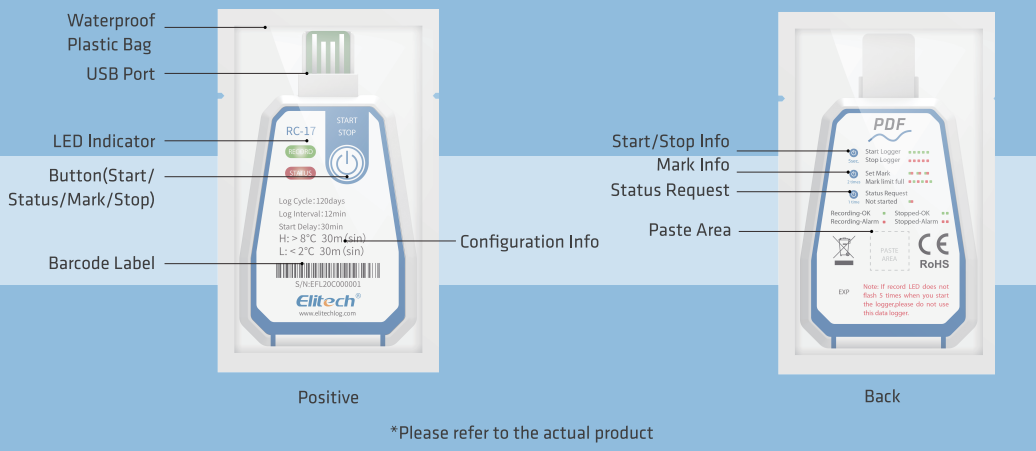 Waterproof
Plastic Bag
USB Port
LED Indicator
Button(Start/
Status/Mark/Stop)
Barcode Label
RC-17
START
STOP
RECORD
STATUS
Log Cycle:120days
Log Interval:12min
Start Delay:30min
H: > 8°C 30m(sin)
L: < 2°C 30m(sin)
S/N:EFL20C000001
Elitech®
www.elitechlog.com
Configuration Info
Positive
Start/Stop Info
Mark Info
Status Request
Paste Area
PDF
5sec.
Start Logger
Stop Logger
2 times
Set Mark
Mark limit full
1 time
Status Request
Not started
Recording-OK Stopped-OK
Recording-Alarm Stopped-Alarm
PASTE
AREA
CE
RoHS
EXP
Note: If record LED does not
flash 5 times when you start
the logger,please do not use
this data logger.
Back
*Please refer to the actual product